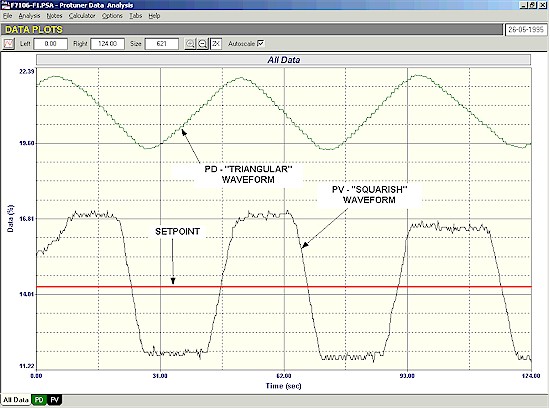 F7106-F1.PSA - Protuner Data Analysis
File Analysis Notes Calculator Options Tabs Help
DATA PLOTS
26-05-1995
Left 0.00 Right 124.00 Size 621 2X Autoscale
All Data
22.39
19.60
16.81
14.01
11.22
Data (%)
PD - "TRIANGULAR"
WAVEFORM
PV - "SQUARISH"
WAVEFORM
SETPOINT
0.00 31.00 62.00 93.00 124.00
Time (sec)
All Data PD PV